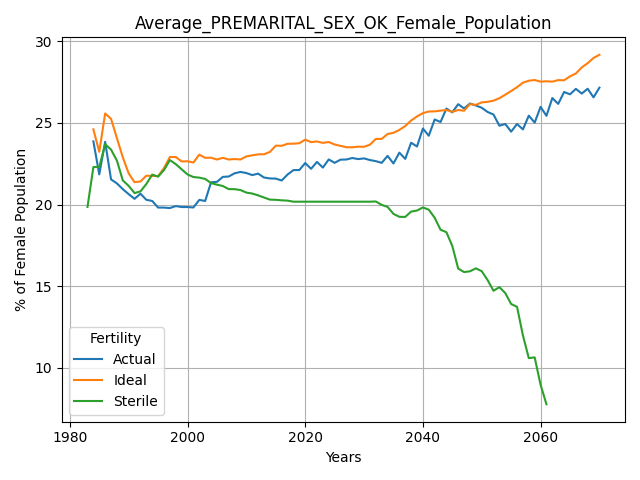 Average_PREMARITAL_SEX_OK_Female_Population
% of Female Population
30
25
20
15
10
Fertility
Actual
Ideal
Sterile
1980 2000 2020 2040 2060
Years